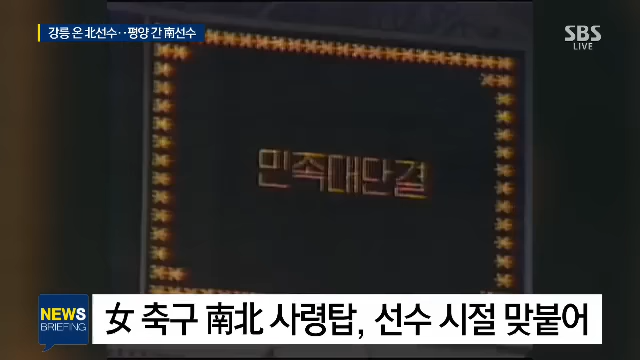 강릉 온 北선수‥평양 간 南선수
SBS
LIVE
민족대단결
NEWS
BRIEFING
女 축구 南北 사령탑, 선수 시절 맞붙어